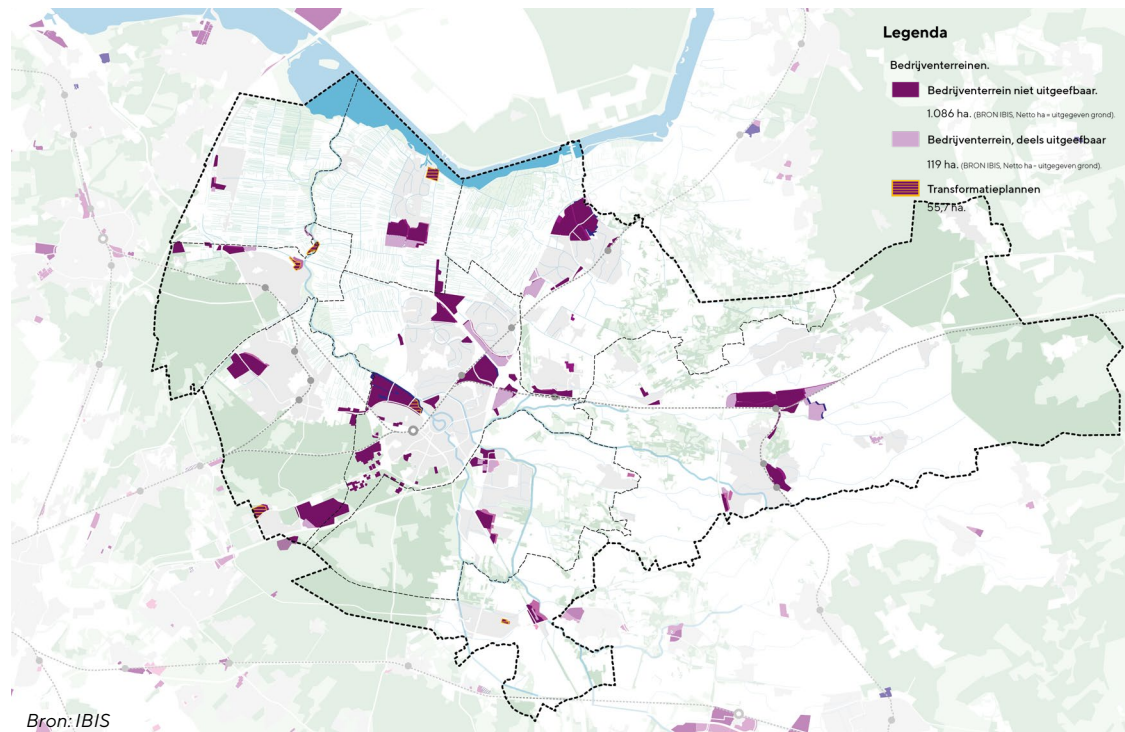 Legenda
Bedrijventerreinen.
Bedrijventerrein niet uitgeefbaar.
1.086 ha. (BRON IBIS, Netto ha = uitgegeven grond).
Bedrijventerrein, deels uitgeefbaar
119 ha. (BRON IBIS, Netto ha - uitgegeven grond).
Transformatieplannen
55,7 ha.
Bron: IBIS